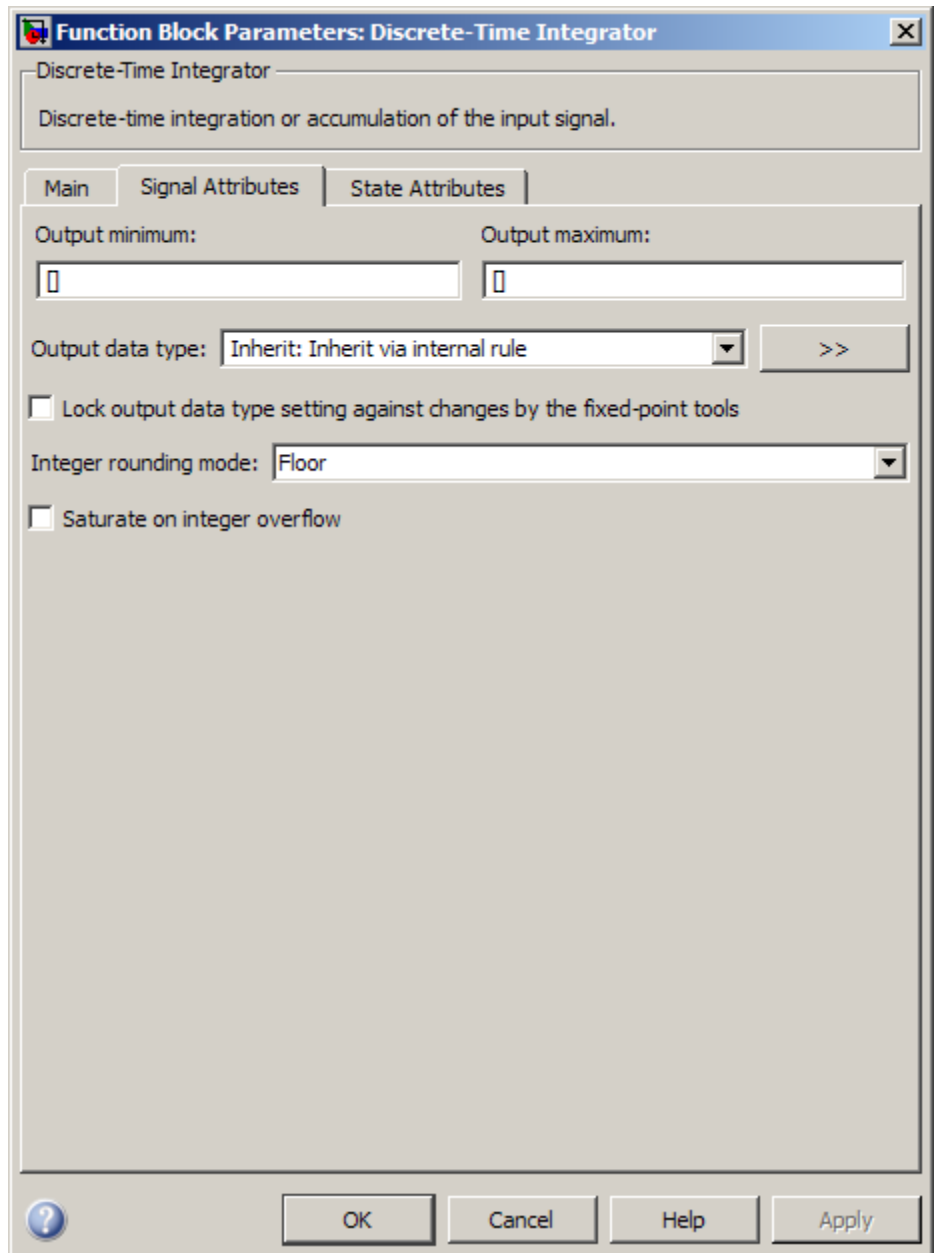 Function Block Parameters: Discrete-Time Integrator
Discrete-Time Integrator
Discrete-time integration or accumulation of the input signal.
Main Signal Attributes State Attributes
Output minimum: Output maximum:
[] []
Output data type: Inherit: Inherit via internal rule >>
Lock output data type setting against changes by the fixed-point tools
Integer rounding mode: Floor
Saturate on integer overflow
OK Cancel Help Apply